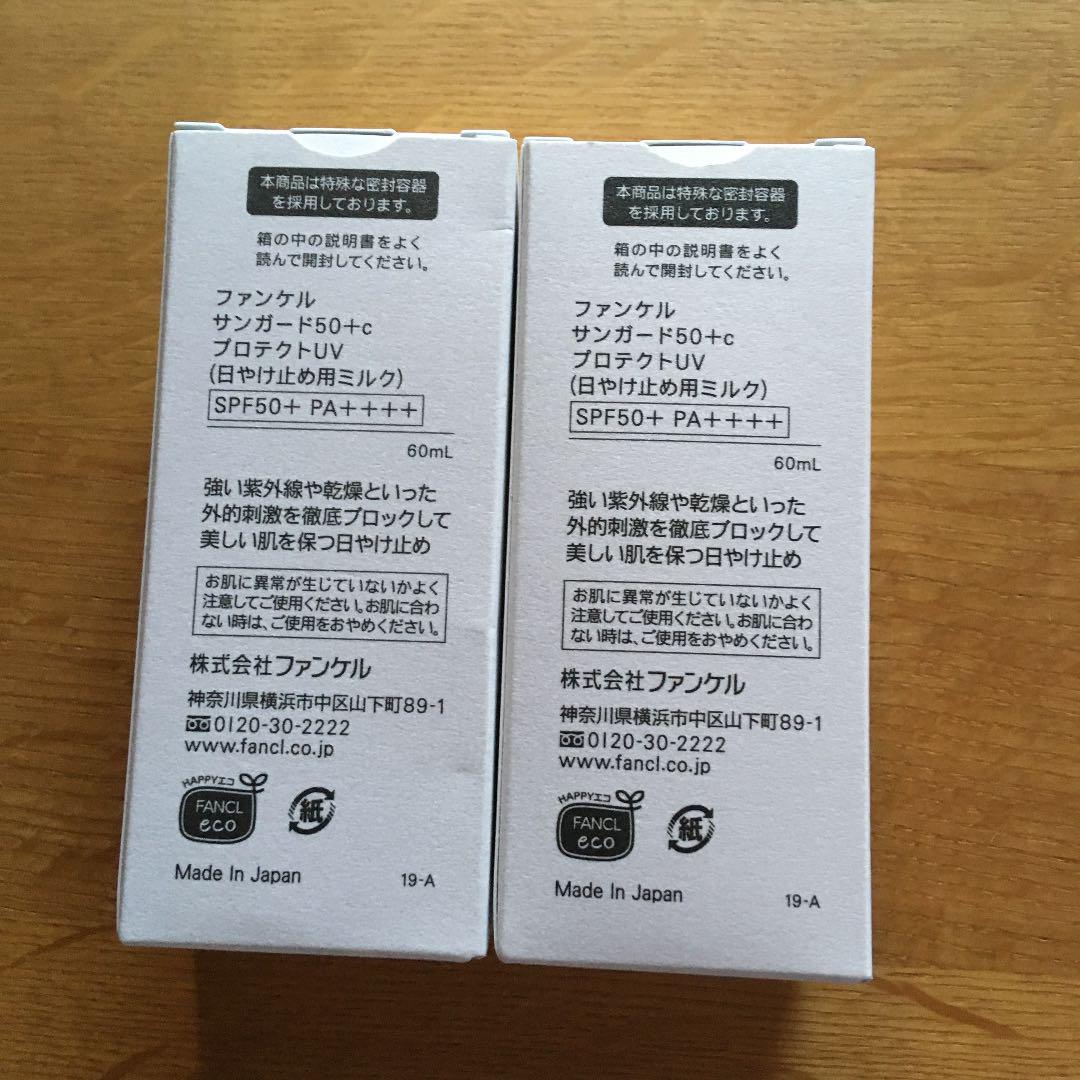 本商品は特殊な密封容器
を採用しております。
箱の中の説明書をよく
読んで開封してください。
ファンケル
サンガード50+c
プロテクトUV
(日やけ止め用ミルク)
SPF50+ PA++++
60mL
強い紫外線や乾燥といった
外的刺激を徹底ブロックして
美しい肌を保つ日やけ止め
お肌に異常が生じていないかよく
注意してご使用ください。お肌に合わ
ない時は、ご使用をおやめください。
株式会社ファンケル
神奈川県横浜市中区山下町89-1
0120-30-2222
www.fancl.co.jp
HAPPYエコ
FANCL
eco
紙
Made In Japan
19-A
本商品は特殊な密封容器
を採用しております。
箱の中の説明書をよく
読んで開封してください。
ファンケル
サンガード50+c
プロテクトUV
(日やけ止め用ミルク)
SPF50+ PA++++
60mL
強い紫外線や乾燥といった
外的刺激を徹底ブロックして
美しい肌を保つ日やけ止め
お肌に異常が生じていないかよく
注意してご使用ください。お肌に合わ
ない時は、ご使用をおやめください。
株式会社ファンケル
神奈川県横浜市中区山下町89-1
0120-30-2222
www.fancl.co.jp
HAPPYエコ
FANCL
eco
紙
Made In Japan
19-A